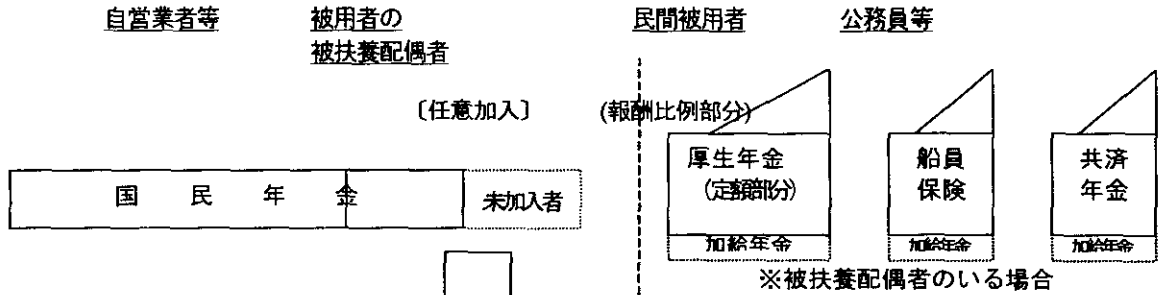 自営業者等 被用者の 民間被用者 公務員等
被扶養配偶者
〔任意加入〕 (報酬比例部分)
厚生年金 船員 共済
(定額部分) 保険 年金
国民年金 未加入者
加給年金 加給年金 加給年金
※被扶養配偶者のいる場合